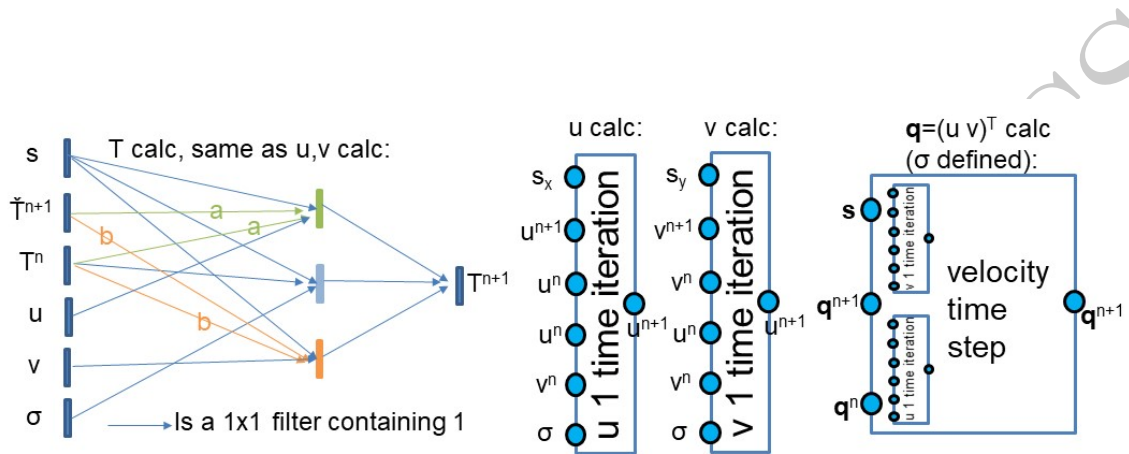 s
T calc, same as u,v calc:
Ť^{n+1}
a
a
b
T^n
b
u
v
σ
T^{n+1}
Is a 1x1 filter containing 1
u calc:
s_x
u^{n+1}
u^n
u^n
v^n
σ
u 1 time iteration
u^{n+1}
v calc:
s_y
v^{n+1}
v^n
u^n
v^n
σ
v 1 time iteration
u^{n+1}
q=(u v)^T calc
(σ defined):
s
q^{n+1}
q^n
v 1 time iteration
u 1 time iteration
velocity
time
step
q^{n+1}